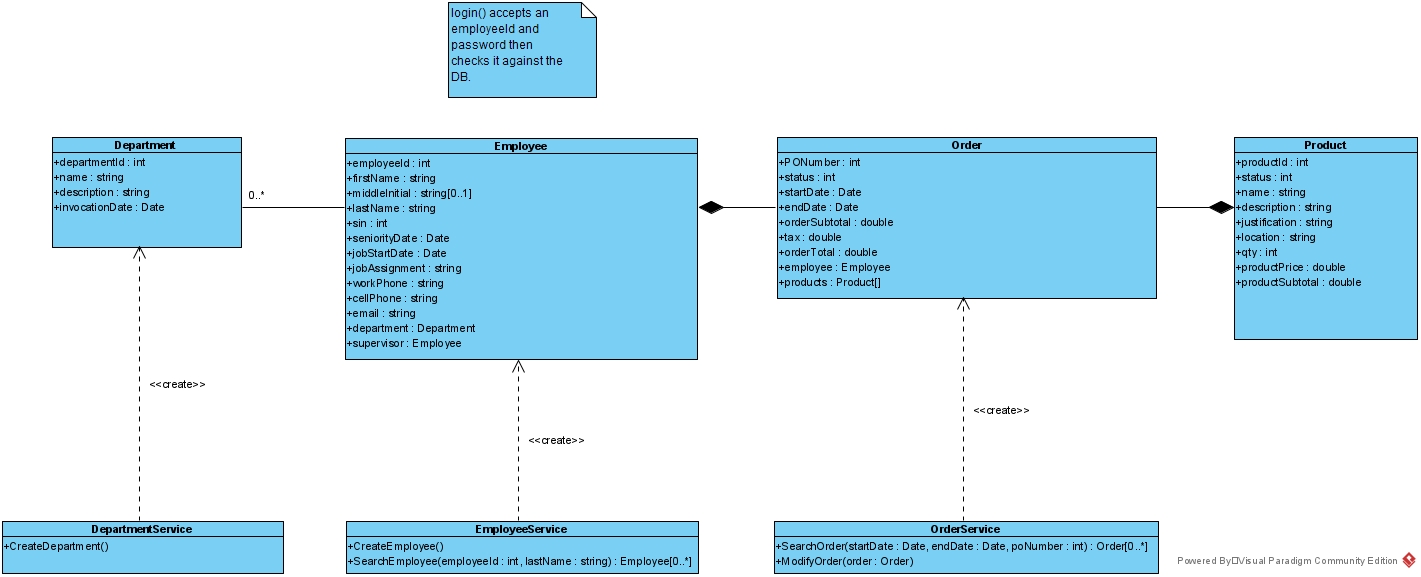 login() accepts an
employeeId and
password then
checks it against the
DB.
Department
+departmentId : int
+name : string
+description : string
+invocationDate : Date
0..*
Employee
+employeeId : int
+firstName : string
+middleInitial : string[0..1]
+lastName : string
+sin : int
+seniorityDate : Date
+jobStartDate : Date
+jobAssignment : string
+workPhone : string
+cellPhone : string
+email : string
+department : Department
+supervisor : Employee
Order
+PONumber : int
+status : int
+startDate : Date
+endDate : Date
+orderSubtotal : double
+tax : double
+orderTotal : double
+employee : Employee
+products : Product[]
Product
+productId : int
+status : int
+name : string
+description : string
+justification : string
+location : string
+qty : int
+productPrice : double
+productSubtotal : double
<<create>>
<<create>>
<<create>>
DepartmentService
+CreateDepartment()
EmployeeService
+CreateEmployee()
+SearchEmployee(employeeId : int, lastName : string) : Employee[0..*]
OrderService
+SearchOrder(startDate : Date, endDate : Date, poNumber : int) : Order[0..*]
+ModifyOrder(order : Order)
Powered By□Visual Paradigm Community Edition